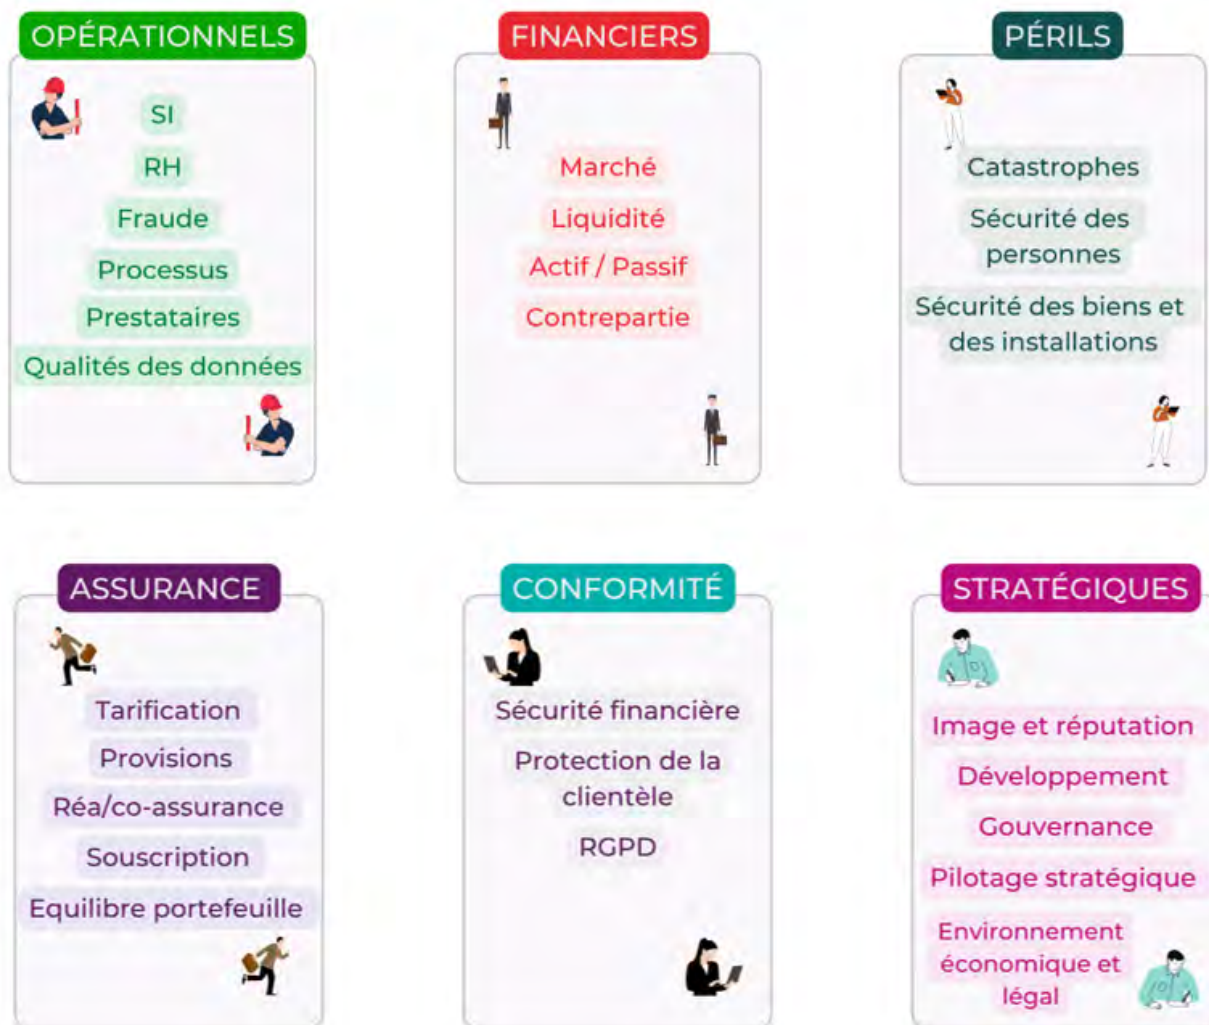 OPÉRATIONNELS
SI
RH
Fraude
Processus
Prestataires
Qualités des données
FINANCIERS
Marché
Liquidité
Actif / Passif
Contrepartie
PÉRILS
Catastrophes
Sécurité des
personnes
Sécurité des biens et
des installations
ASSURANCE
Tarification
Provisions
Réa/co-assurance
Souscription
Equilibre portefeuille
CONFORMITÉ
Sécurité financière
Protection de la
clientèle
RGPD
STRATÉGIQUES
Image et réputation
Développement
Gouvernance
Pilotage stratégique
Environnement
économique et
légal